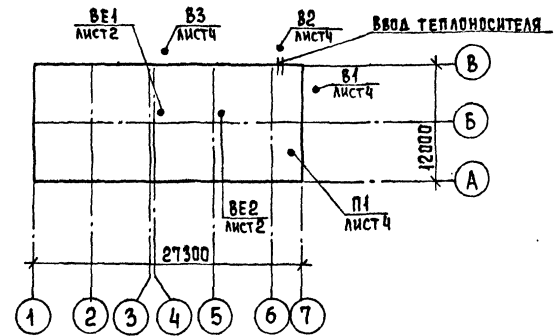 ВЕ1
ЛИСТ2
В3
ЛИСТ4
В2
ЛИСТ4
ВВОД ТЕПЛОНОСИТЕЛЯ
В
В1
ЛИСТ4
Б
12000
А
ВЕ2
ЛИСТ2
П1
ЛИСТ4
27300
1 2 3 4 5 6 7